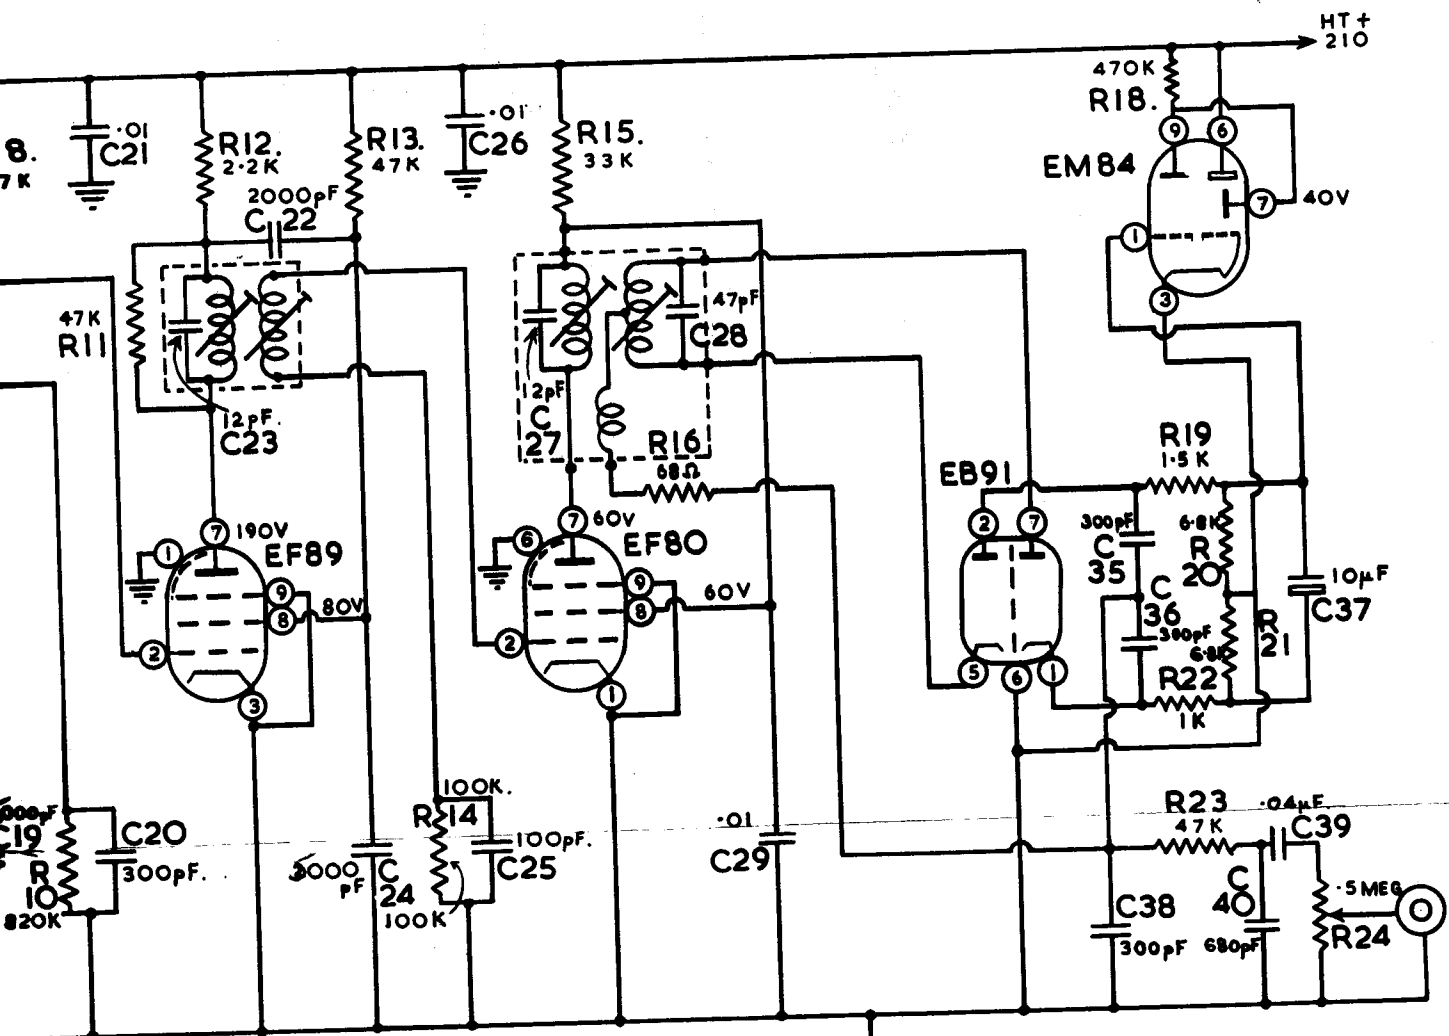 HT+
210
470K
R18.
9
6
EM84
7
40V
1
3
.01
C21
R12.
2.2K
R13.
47K
.01
C26
R15.
33K
8.
7K
2000pF
C 22
47K
R11
12pF.
C23
47pF
C28
12pF
C
27
R16
68Ω
R19
1.5K
EB91
2
7
300pF
C
35
6.8K
R
20
10µF
C37
C
36
300pF
R
21
R22
1K
5
6
1
7
190V
EF89
1
9
8
80V
2
3
7
60V
EF80
6
9
8
60V
2
1
C19
R
10
820K
C20
300pF.
pF
C
24
100K.
R14
100K
100pF.
C25
.01
C29
R23
47K
.04µF
C39
C38
300pF
C
40
680pF
.5 MEG
R24